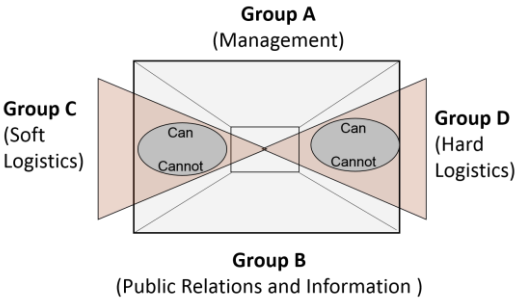 Group A
(Management)
Group C
(Soft
Logistics)
Can
Cannot
Can
Cannot
Group D
(Hard
Logistics)
Group B
(Public Relations and Information )